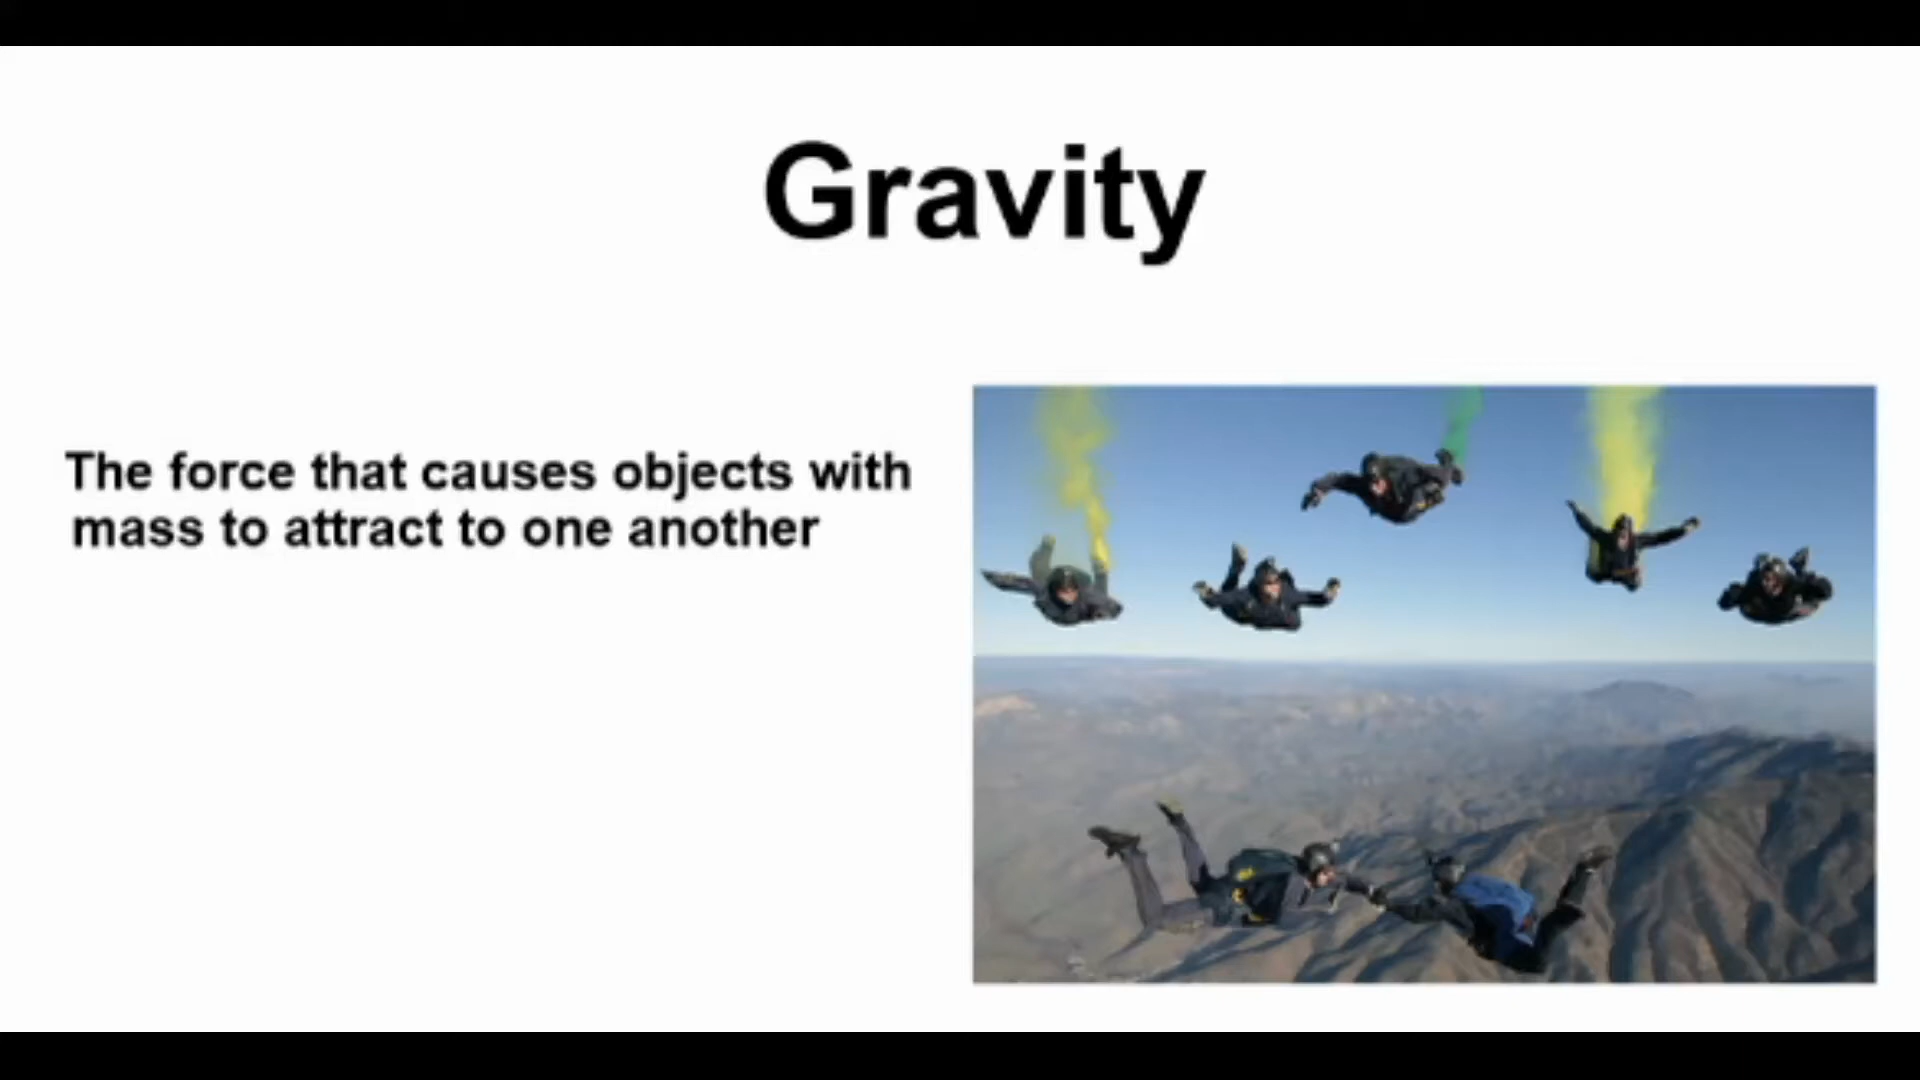 Gravity
The force that causes objects with
mass to attract to one another